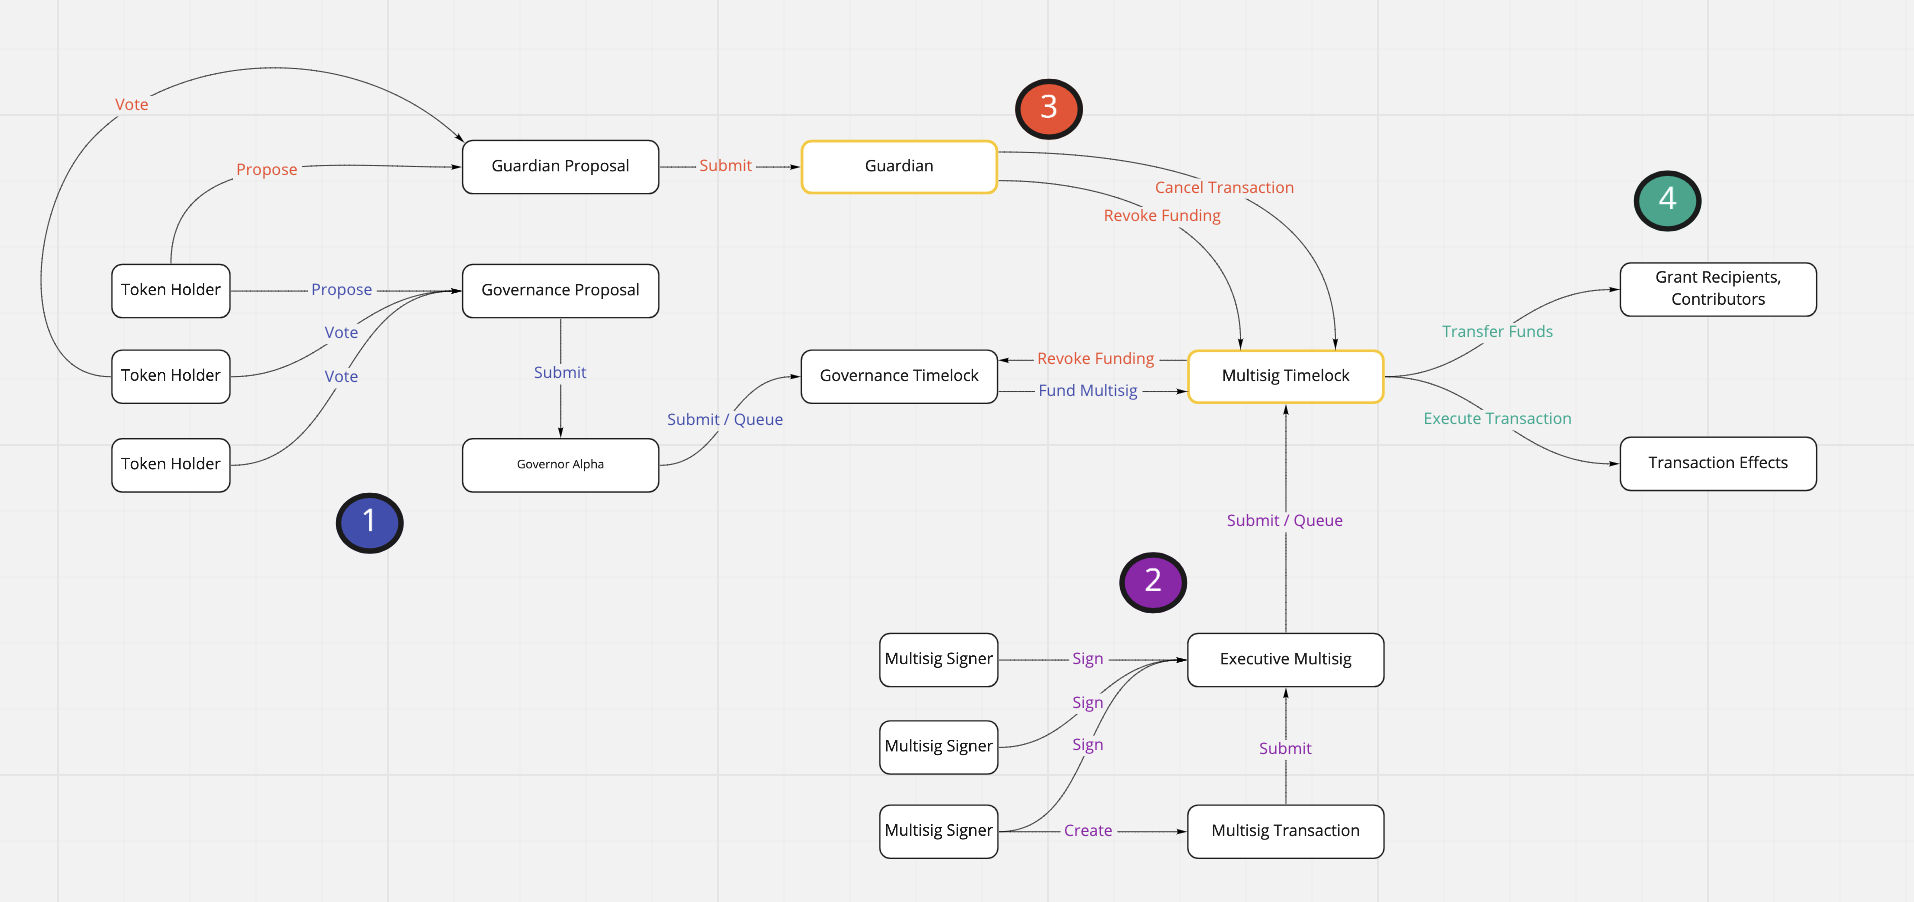 3
Vote
Guardian Proposal
Submit
Guardian
Propose
Cancel Transaction
4
Revoke Funding
Token Holder
Propose
Governance Proposal
Grant Recipients,
Contributors
Vote
Transfer Funds
Token Holder
Vote
Submit
Governance Timelock
Revoke Funding
Fund Multisig
Multisig Timelock
Submit / Queue
Execute Transaction
Token Holder
Governor Alpha
Transaction Effects
1
Submit / Queue
2
Multisig Signer
Sign
Executive Multisig
Sign
Multisig Signer
Sign
Submit
Multisig Signer
Create
Multisig Transaction